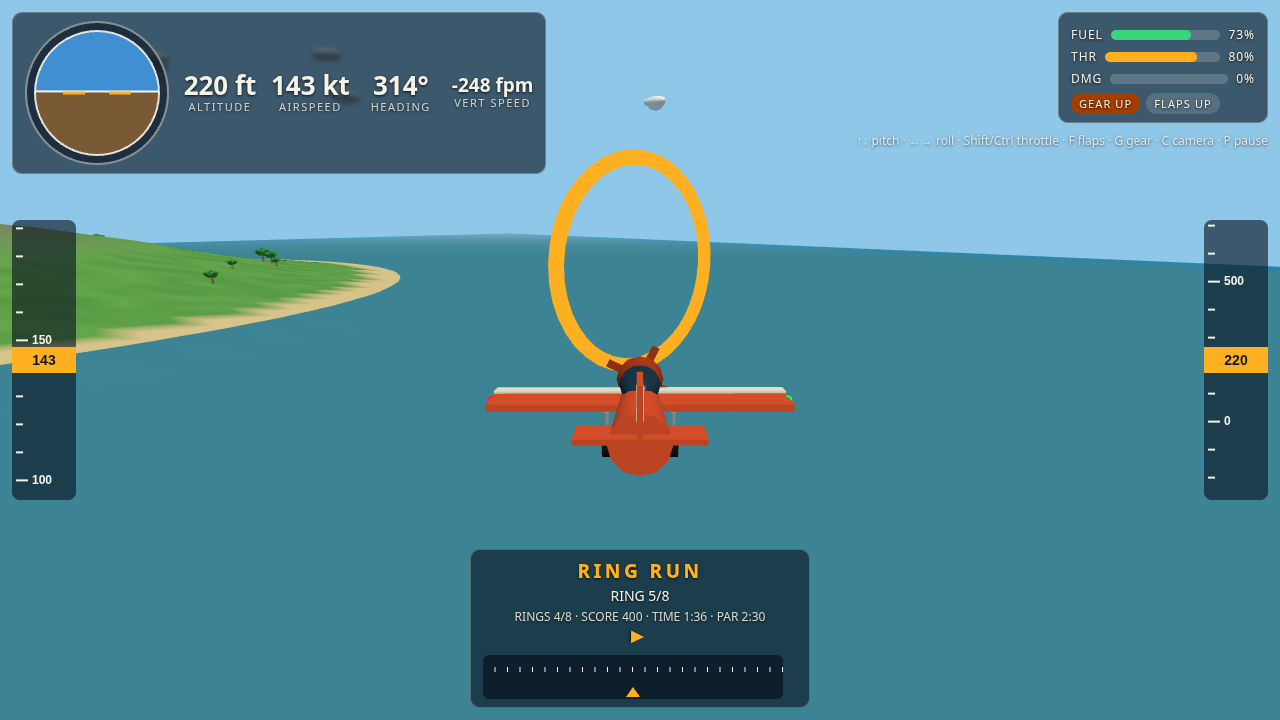 220 ft 143 kt 314° -248 fpm
ALTITUDE AIRSPEED HEADING VERT SPEED
FUEL 73%
THR 80%
DMG 0%
GEAR UP FLAPS UP
↑↓ pitch · ←→ roll · Shift/Ctrl throttle · F flaps · G gear · C camera · P pause
150
143
100
500
220
0
RING RUN
RING 5/8
RINGS 4/8 · SCORE 400 · TIME 1:36 · PAR 2:30